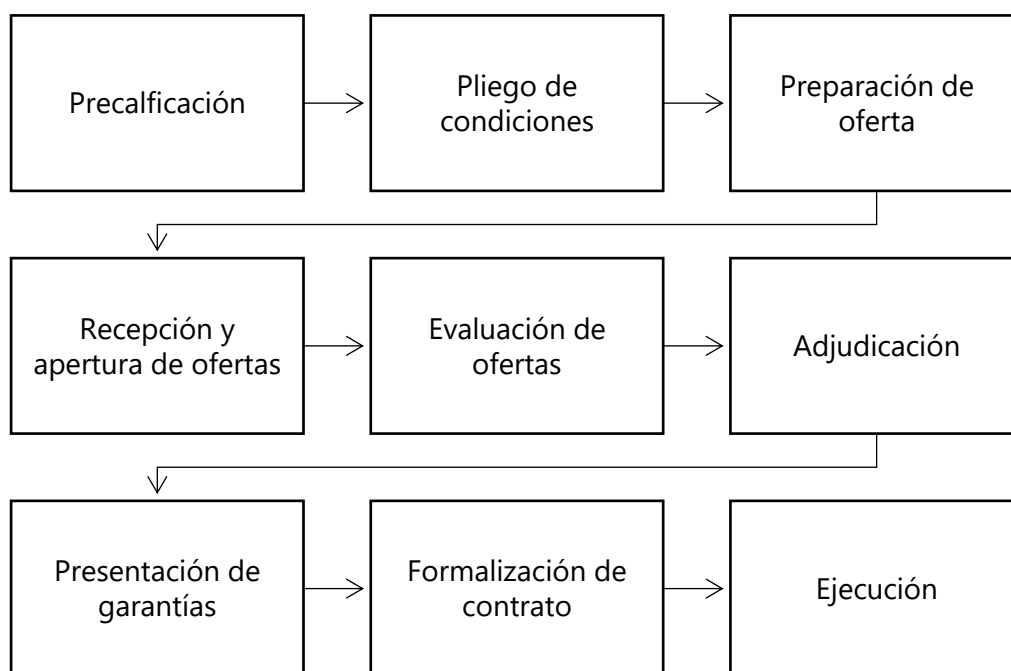 Precalficación
Pliego de
condiciones
Preparación de
oferta
Recepción y
apertura de ofertas
Evaluación de
ofertas
Adjudicación
Presentación de
garantías
Formalización de
contrato
Ejecución